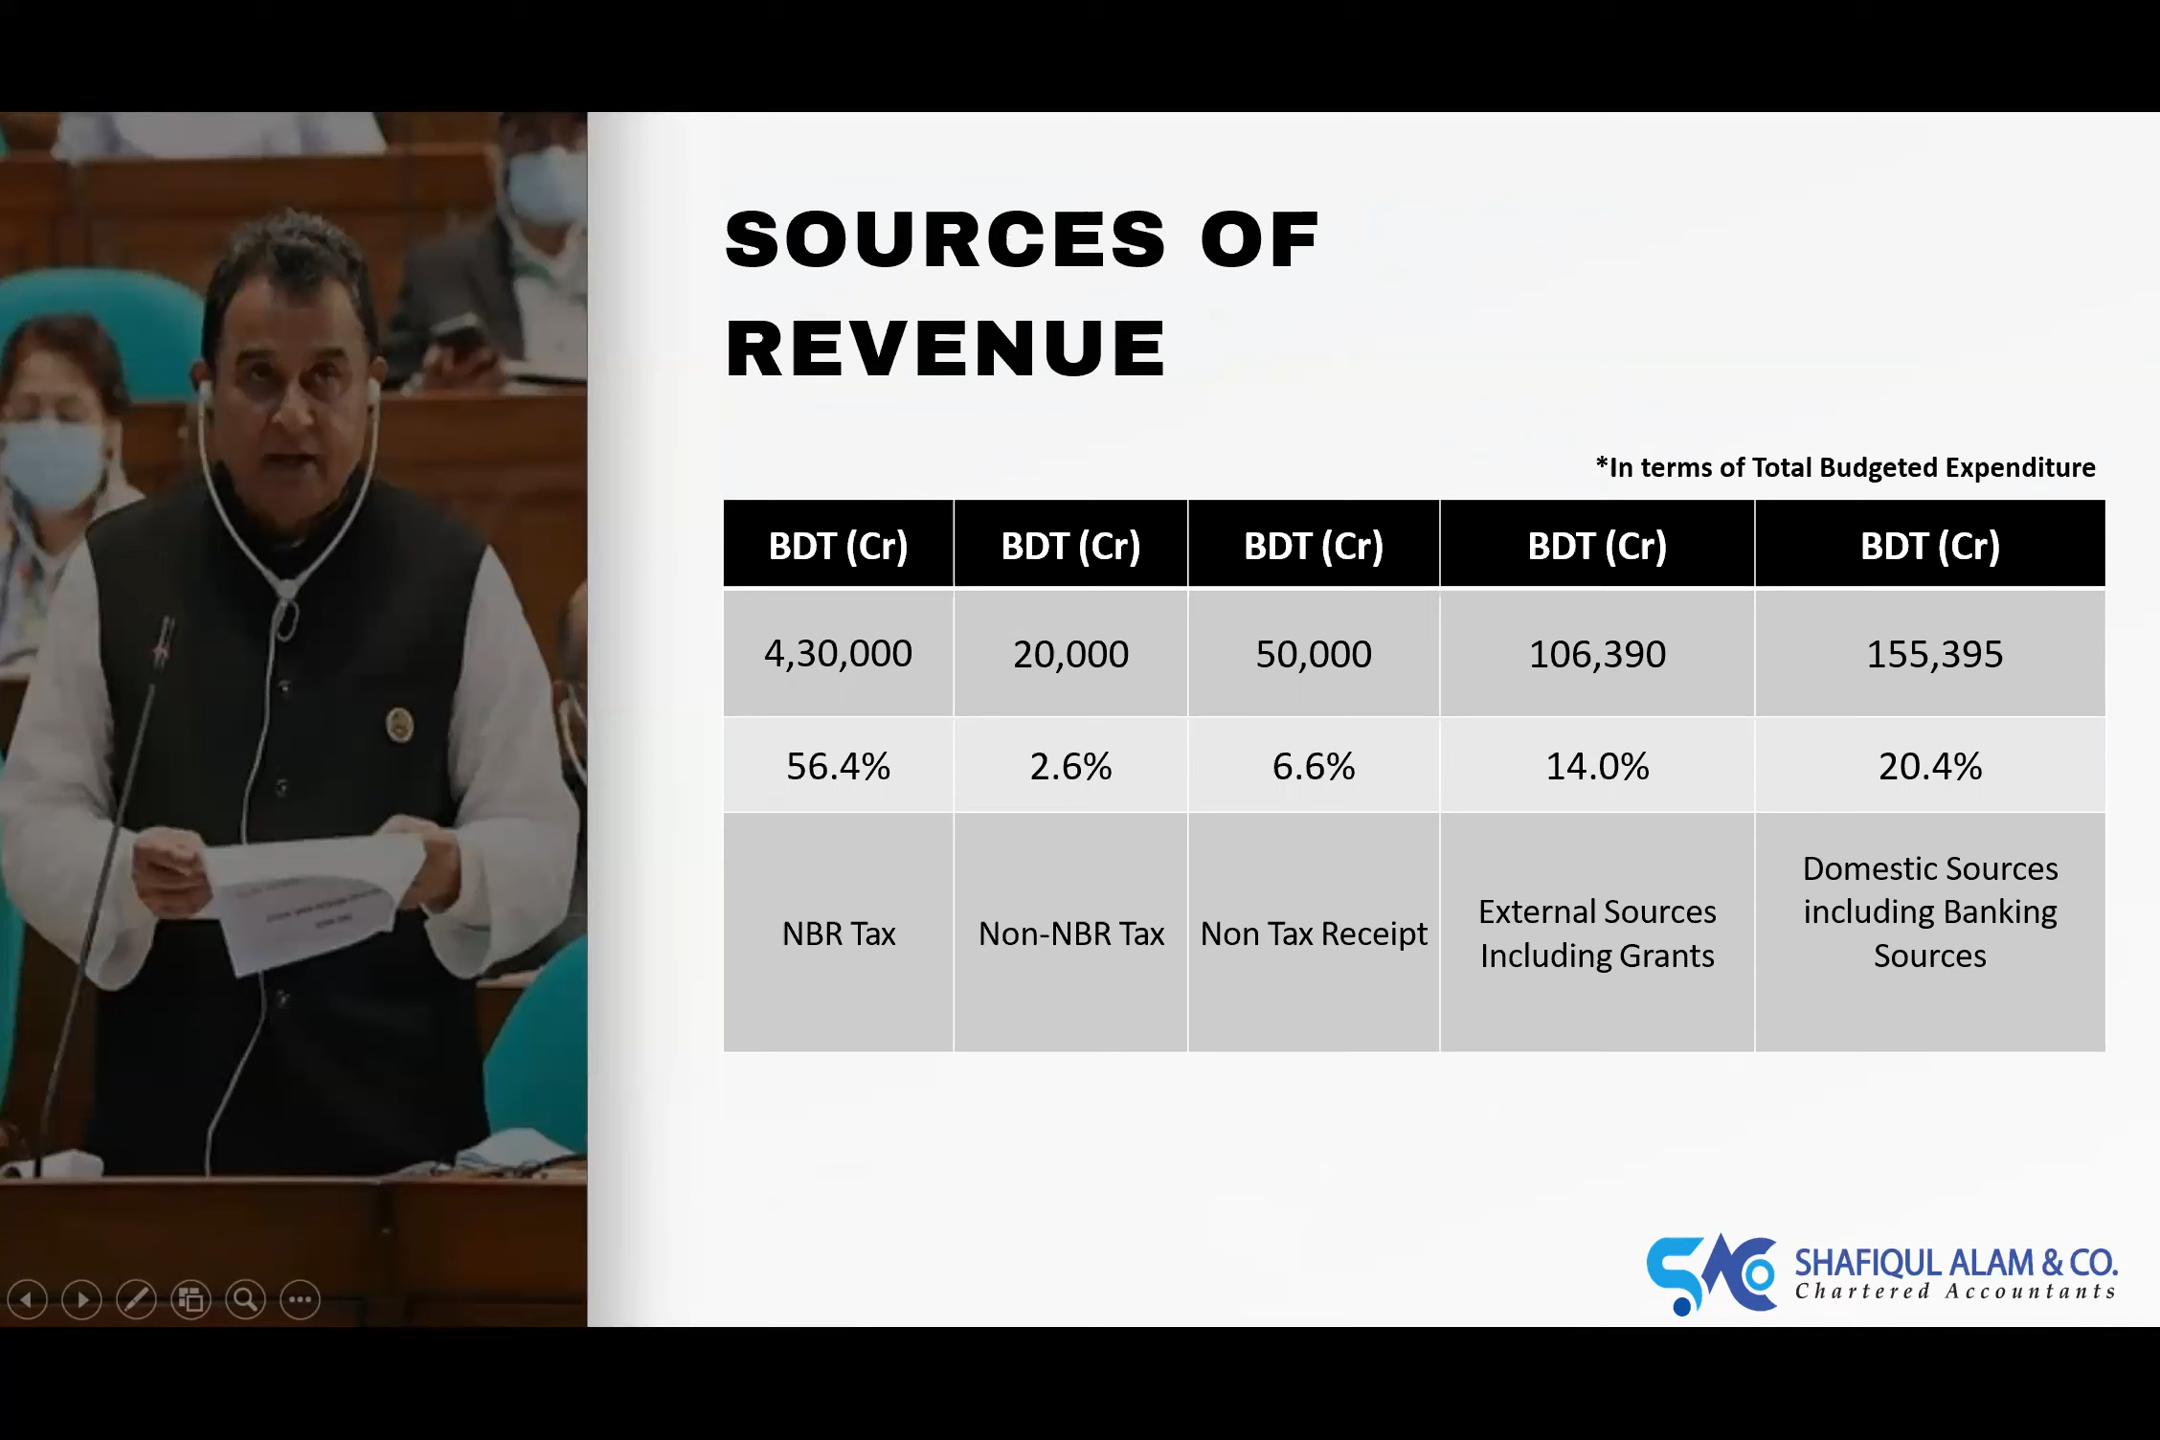 SOURCES OF
REVENUE
*In terms of Total Budgeted Expenditure
BDT (Cr) BDT (Cr) BDT (Cr) BDT (Cr) BDT (Cr)
4,30,000 20,000 50,000 106,390 155,395
56.4% 2.6% 6.6% 14.0% 20.4%
NBR Tax Non-NBR Tax Non Tax Receipt External Sources
Including Grants Domestic Sources
including Banking
Sources
SHAFIQUL ALAM & CO.
Chartered Accountants